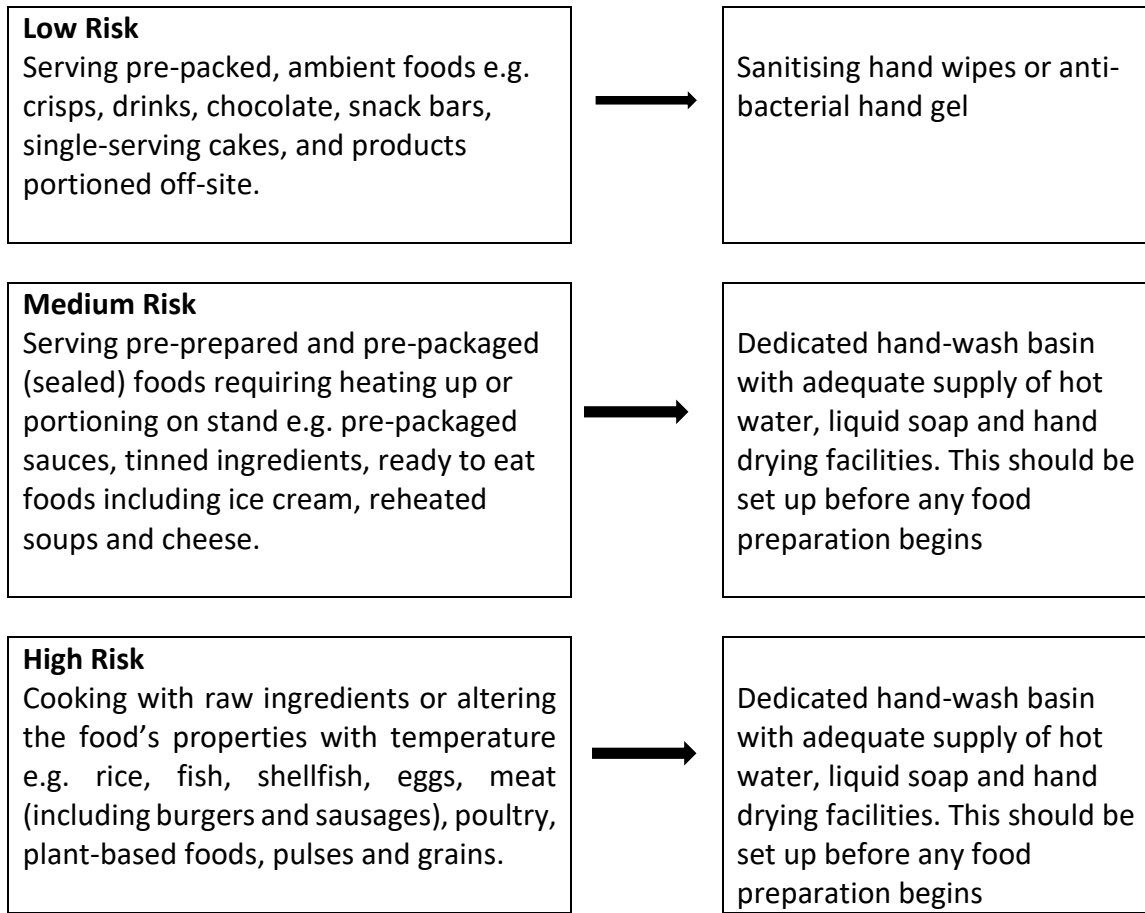 Low Risk
Serving pre-packed, ambient foods e.g.
crisps, drinks, chocolate, snack bars,
single-serving cakes, and products
portioned off-site.
Sanitising hand wipes or anti-
bacterial hand gel
Medium Risk
Serving pre-prepared and pre-packaged
(sealed) foods requiring heating up or
portioning on stand e.g. pre-packaged
sauces, tinned ingredients, ready to eat
foods including ice cream, reheated
soups and cheese.
Dedicated hand-wash basin
with adequate supply of hot
water, liquid soap and hand
drying facilities. This should be
set up before any food
preparation begins
High Risk
Cooking with raw ingredients or altering
the food’s properties with temperature
e.g. rice, fish, shellfish, eggs, meat
(including burgers and sausages), poultry,
plant-based foods, pulses and grains.
Dedicated hand-wash basin
with adequate supply of hot
water, liquid soap and hand
drying facilities. This should be
set up before any food
preparation begins